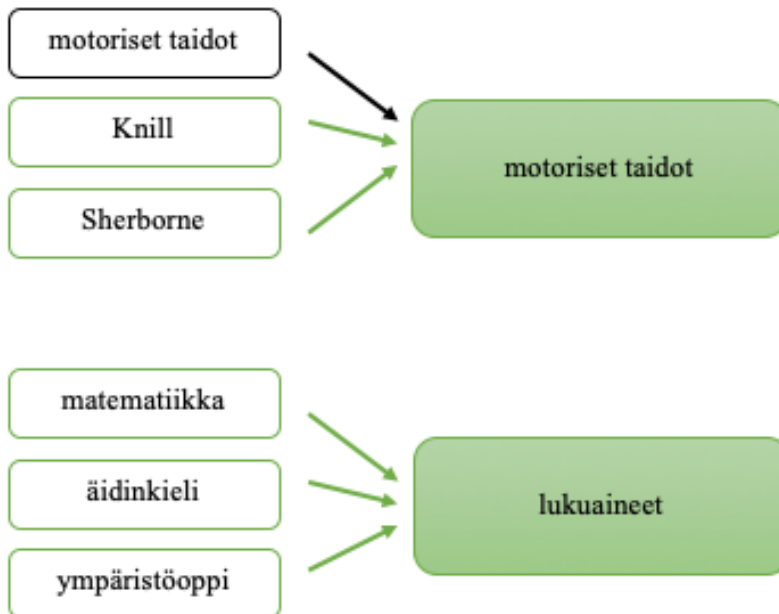 motoriset taidot
Knill
Sherborne
motoriset taidot
matematiikka
äidinkieli
ympäristöoppi
lukuaineet